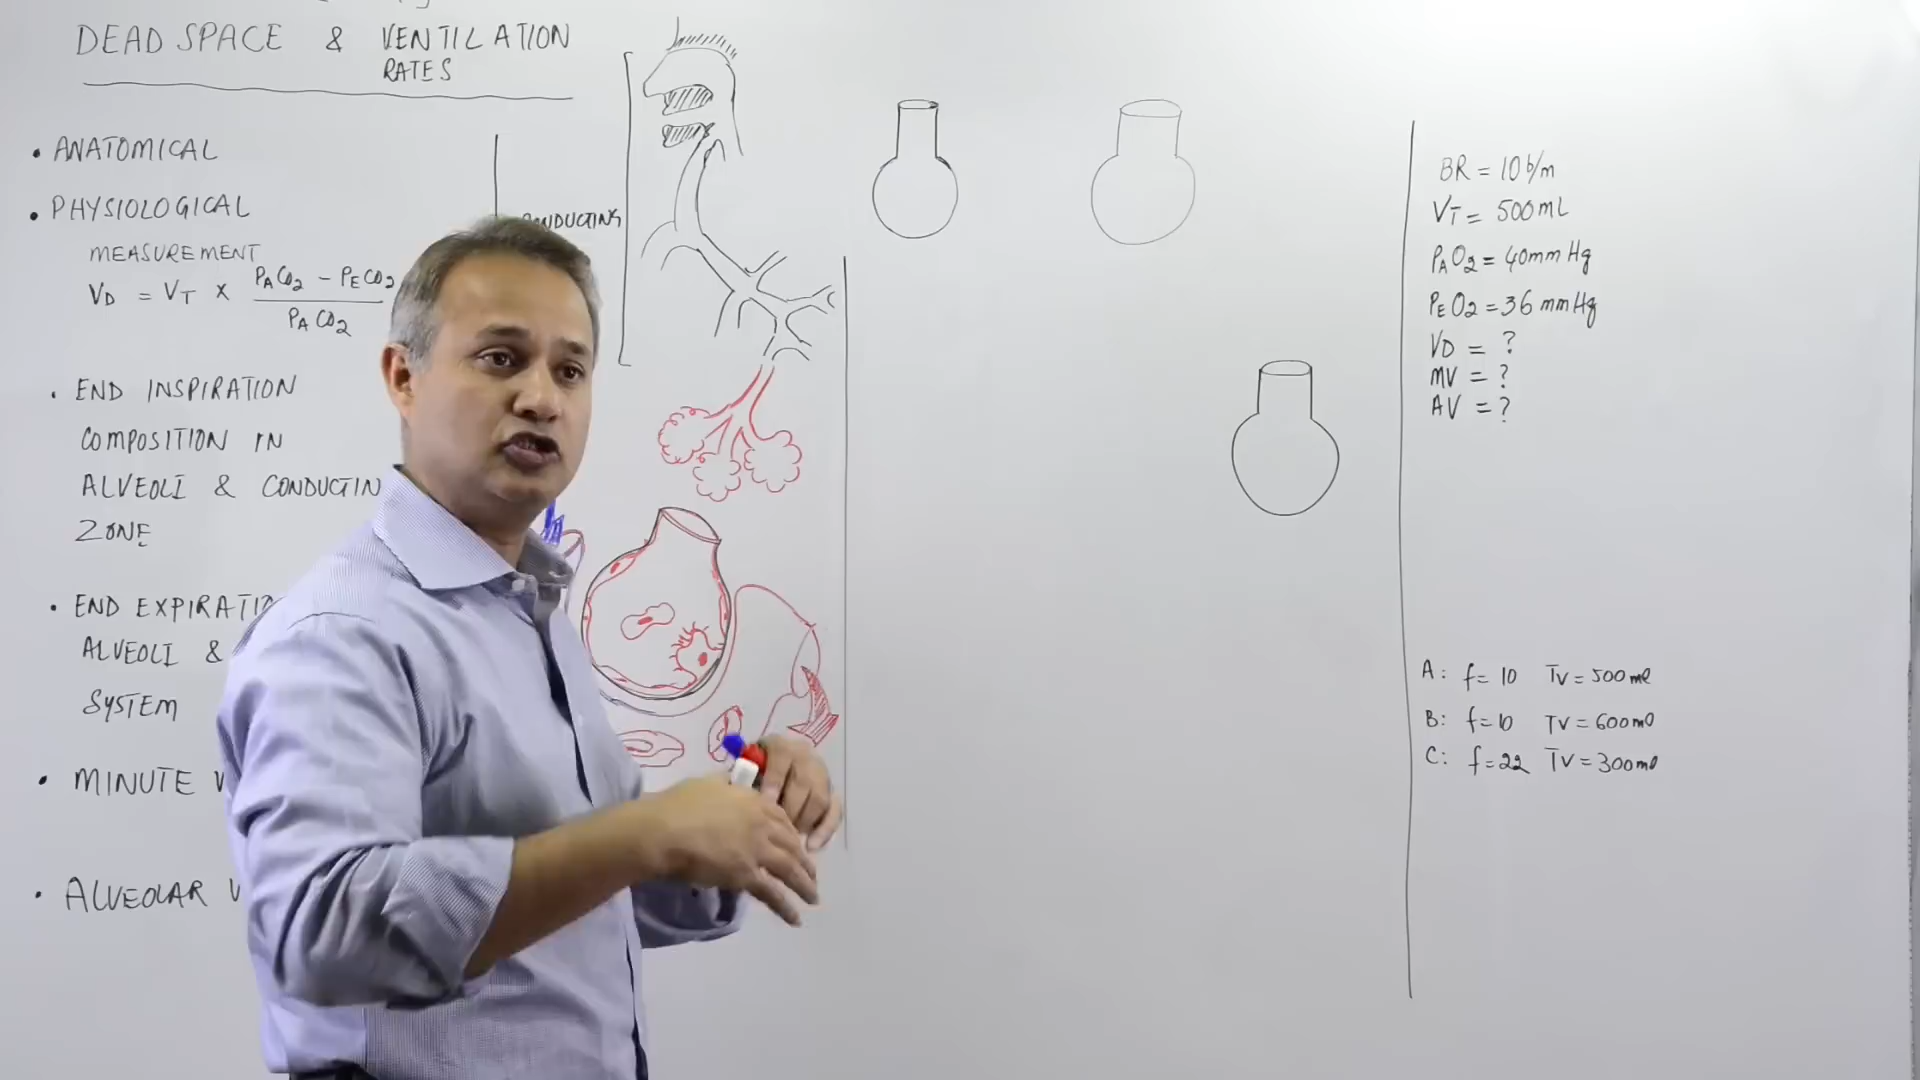 DEAD SPACE & VENTILATION
RATES
• ANATOMICAL
• PHYSIOLOGICAL
MEASUREMENT
VD = VT × PACO2 - PECO2
PACO2
• END INSPIRATION
COMPOSITION IN
ALVEOLI & CONDUCTIN
ZONE
• END EXPIRATIO
ALVEOLI &
SYSTEM
• MINUTE V
• ALVEOLAR V
ONDUCTING
BR = 10 b/m
VT = 500 mL
PAO2 = 40 mm Hg
PEO2 = 36 mm Hg
VD = ?
MV = ?
AV = ?
A: f = 10 TV = 500 ml
B: f = 10 TV = 600 ml
C: f = 22 TV = 300 ml